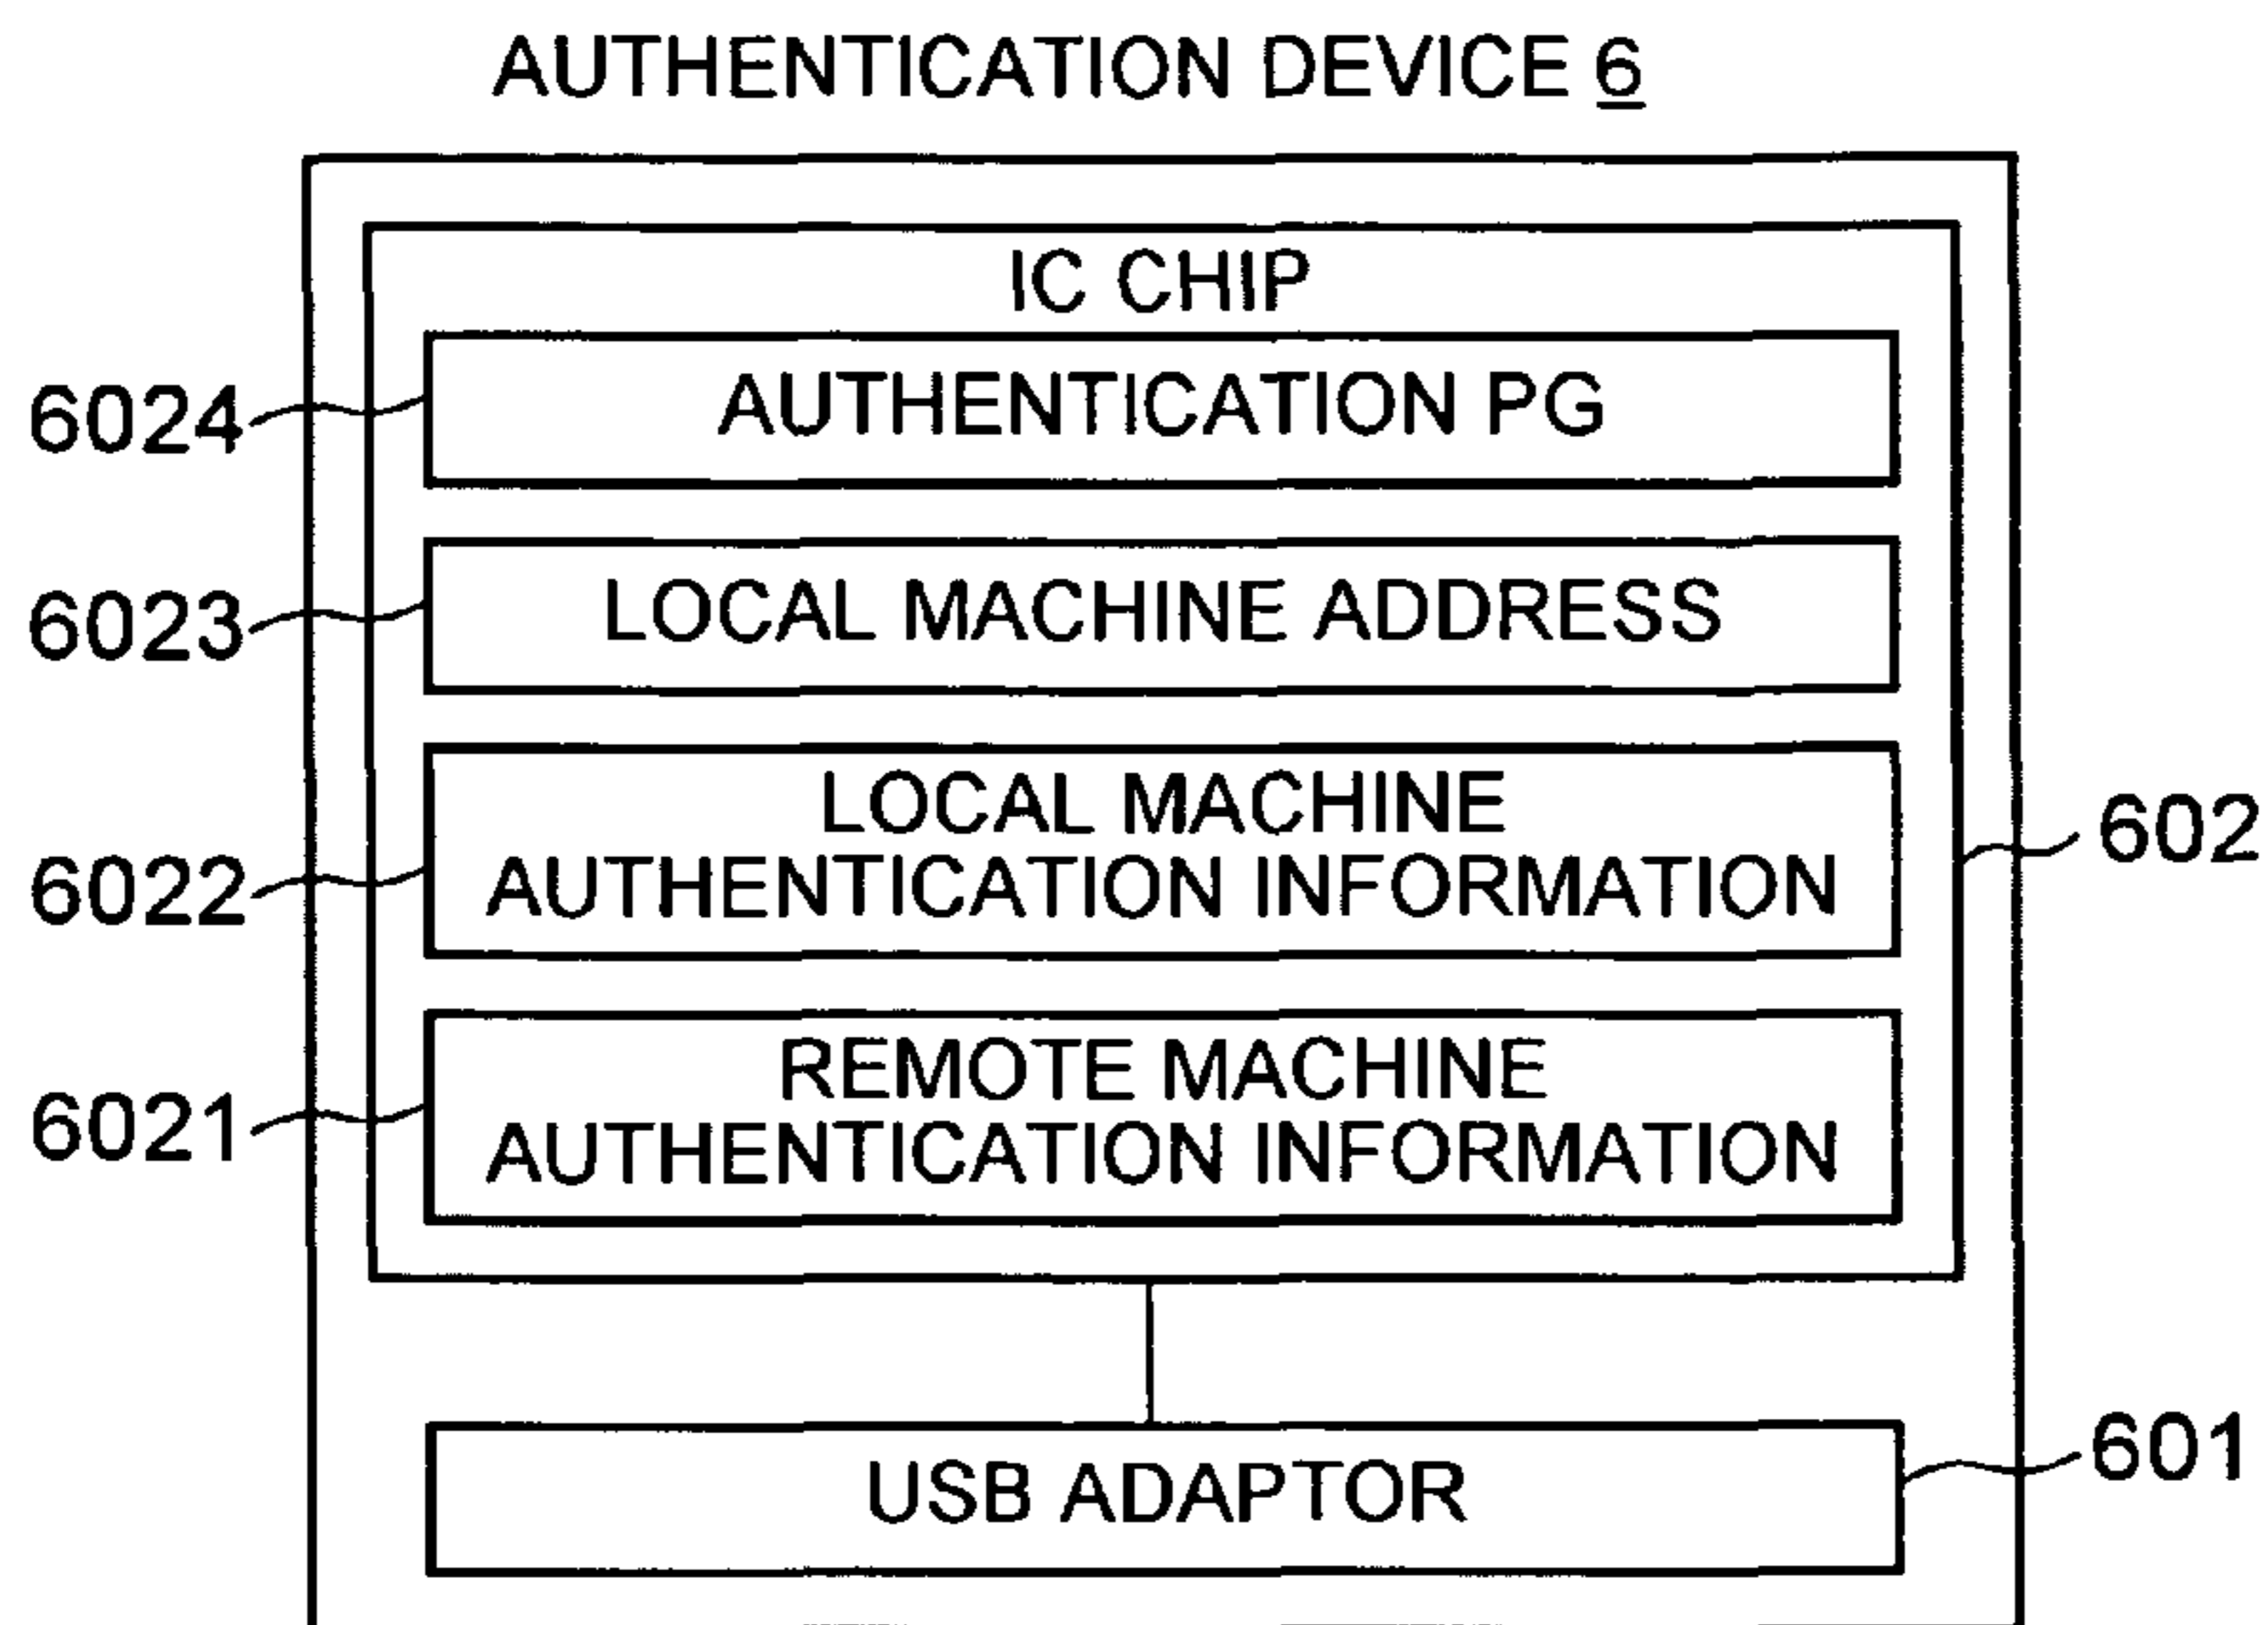 AUTHENTICATION DEVICE 6
IC CHIP
6024
AUTHENTICATION PG
6023
LOCAL MACHINE ADDRESS
6022
LOCAL MACHINE
AUTHENTICATION INFORMATION
602
6021
REMOTE MACHINE
AUTHENTICATION INFORMATION
USB ADAPTOR
601